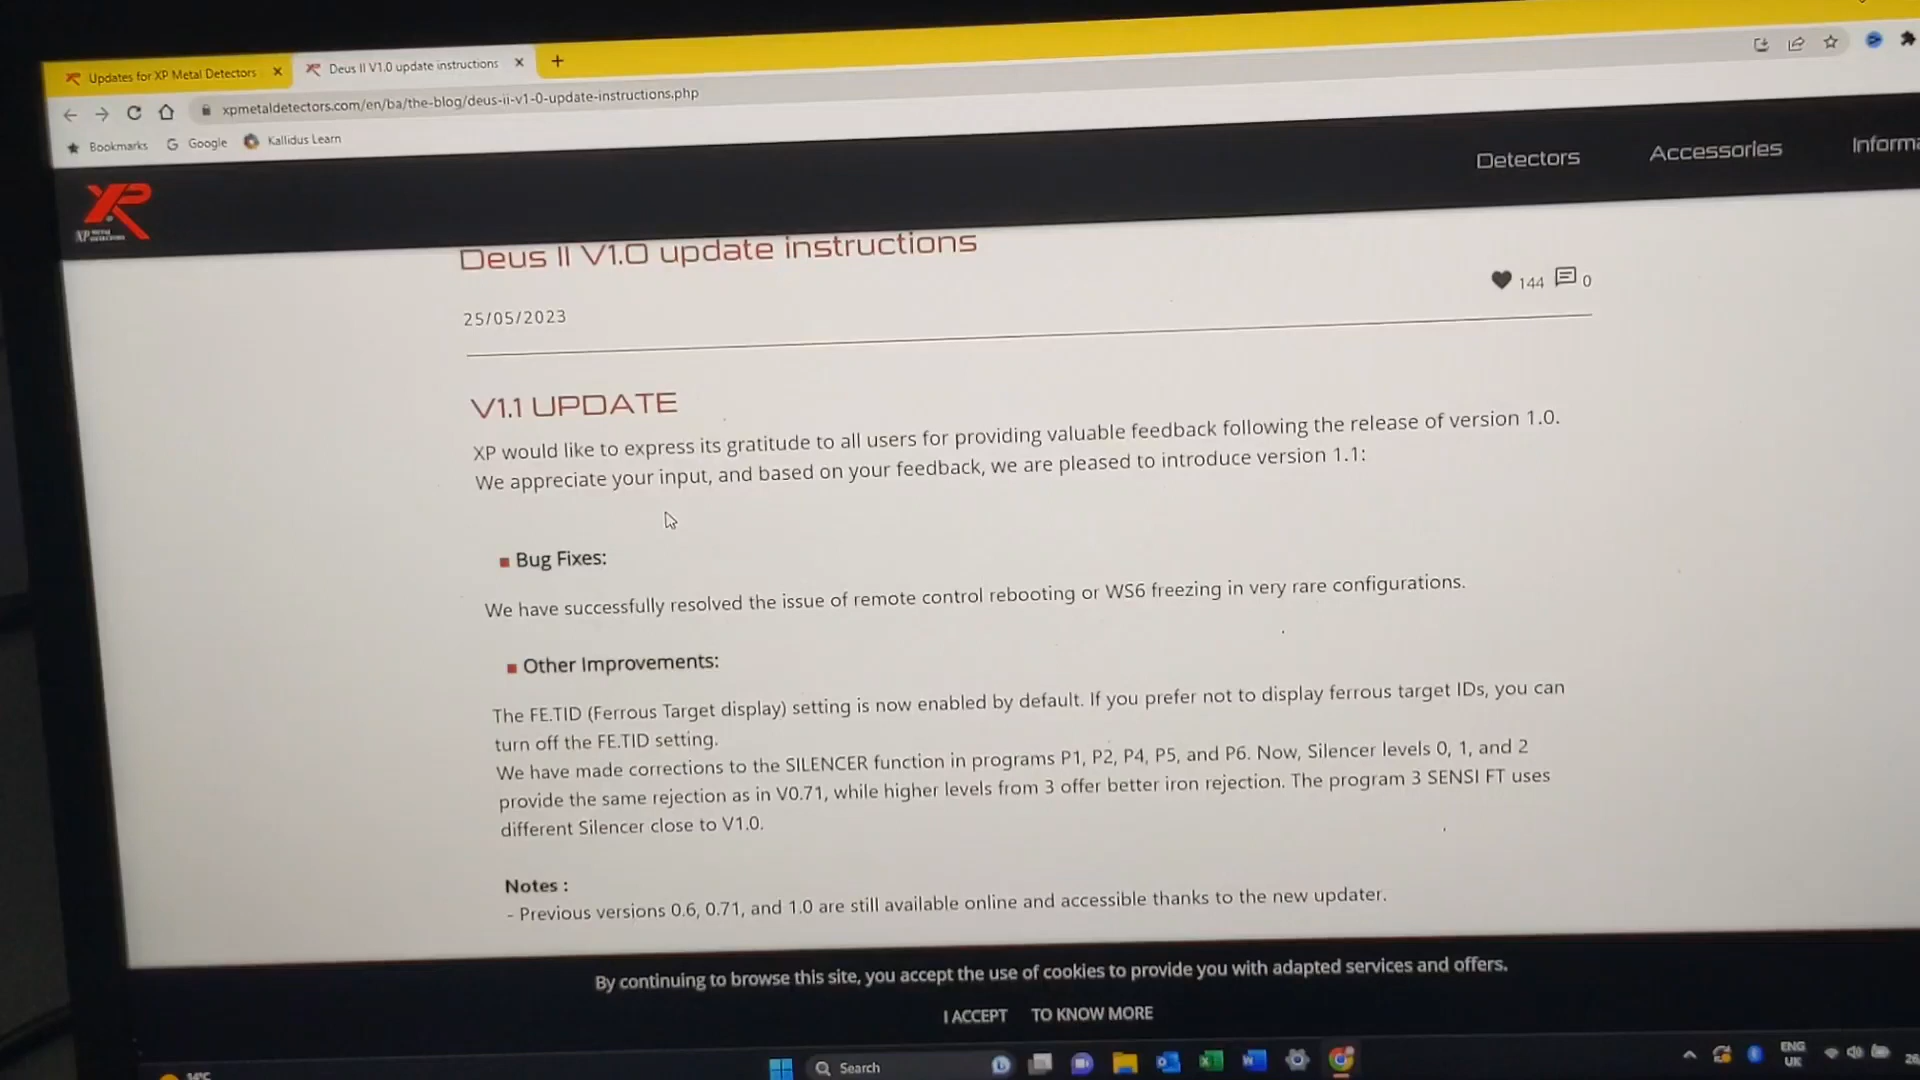 Updates for XP Metal Detectors
Deus II V1.0 update instructions
xpmetaldetectors.com/en/ba/the-blog/deus-ii-v1-0-update-instructions.php
Bookmarks
Google
Kallidus Learn
XP METAL DETECTORS
Detectors
Accessories
Informa
Deus II V1.0 update instructions
144
0
25/05/2023
V1.1 UPDATE
XP would like to express its gratitude to all users for providing valuable feedback following the release of version 1.0.
We appreciate your input, and based on your feedback, we are pleased to introduce version 1.1:
Bug Fixes:
We have successfully resolved the issue of remote control rebooting or WS6 freezing in very rare configurations.
Other Improvements:
The FE.TID (Ferrous Target display) setting is now enabled by default. If you prefer not to display ferrous target IDs, you can
turn off the FE.TID setting.
We have made corrections to the SILENCER function in programs P1, P2, P4, P5, and P6. Now, Silencer levels 0, 1, and 2
provide the same rejection as in V0.71, while higher levels from 3 offer better iron rejection. The program 3 SENSI FT uses
different Silencer close to V1.0.
Notes :
- Previous versions 0.6, 0.71, and 1.0 are still available online and accessible thanks to the new updater.
By continuing to browse this site, you accept the use of cookies to provide you with adapted services and offers.
I ACCEPT
TO KNOW MORE
14°C
Search
ENG
UK